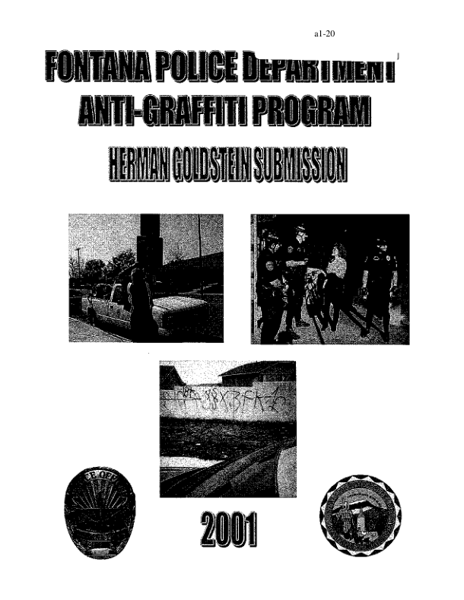 a1-20
FONTANA POLICE DEPARTMENT
ANTI-GRAFFITI PROGRAM
HERMAN GOLDSTEIN SUBMISSION
2001